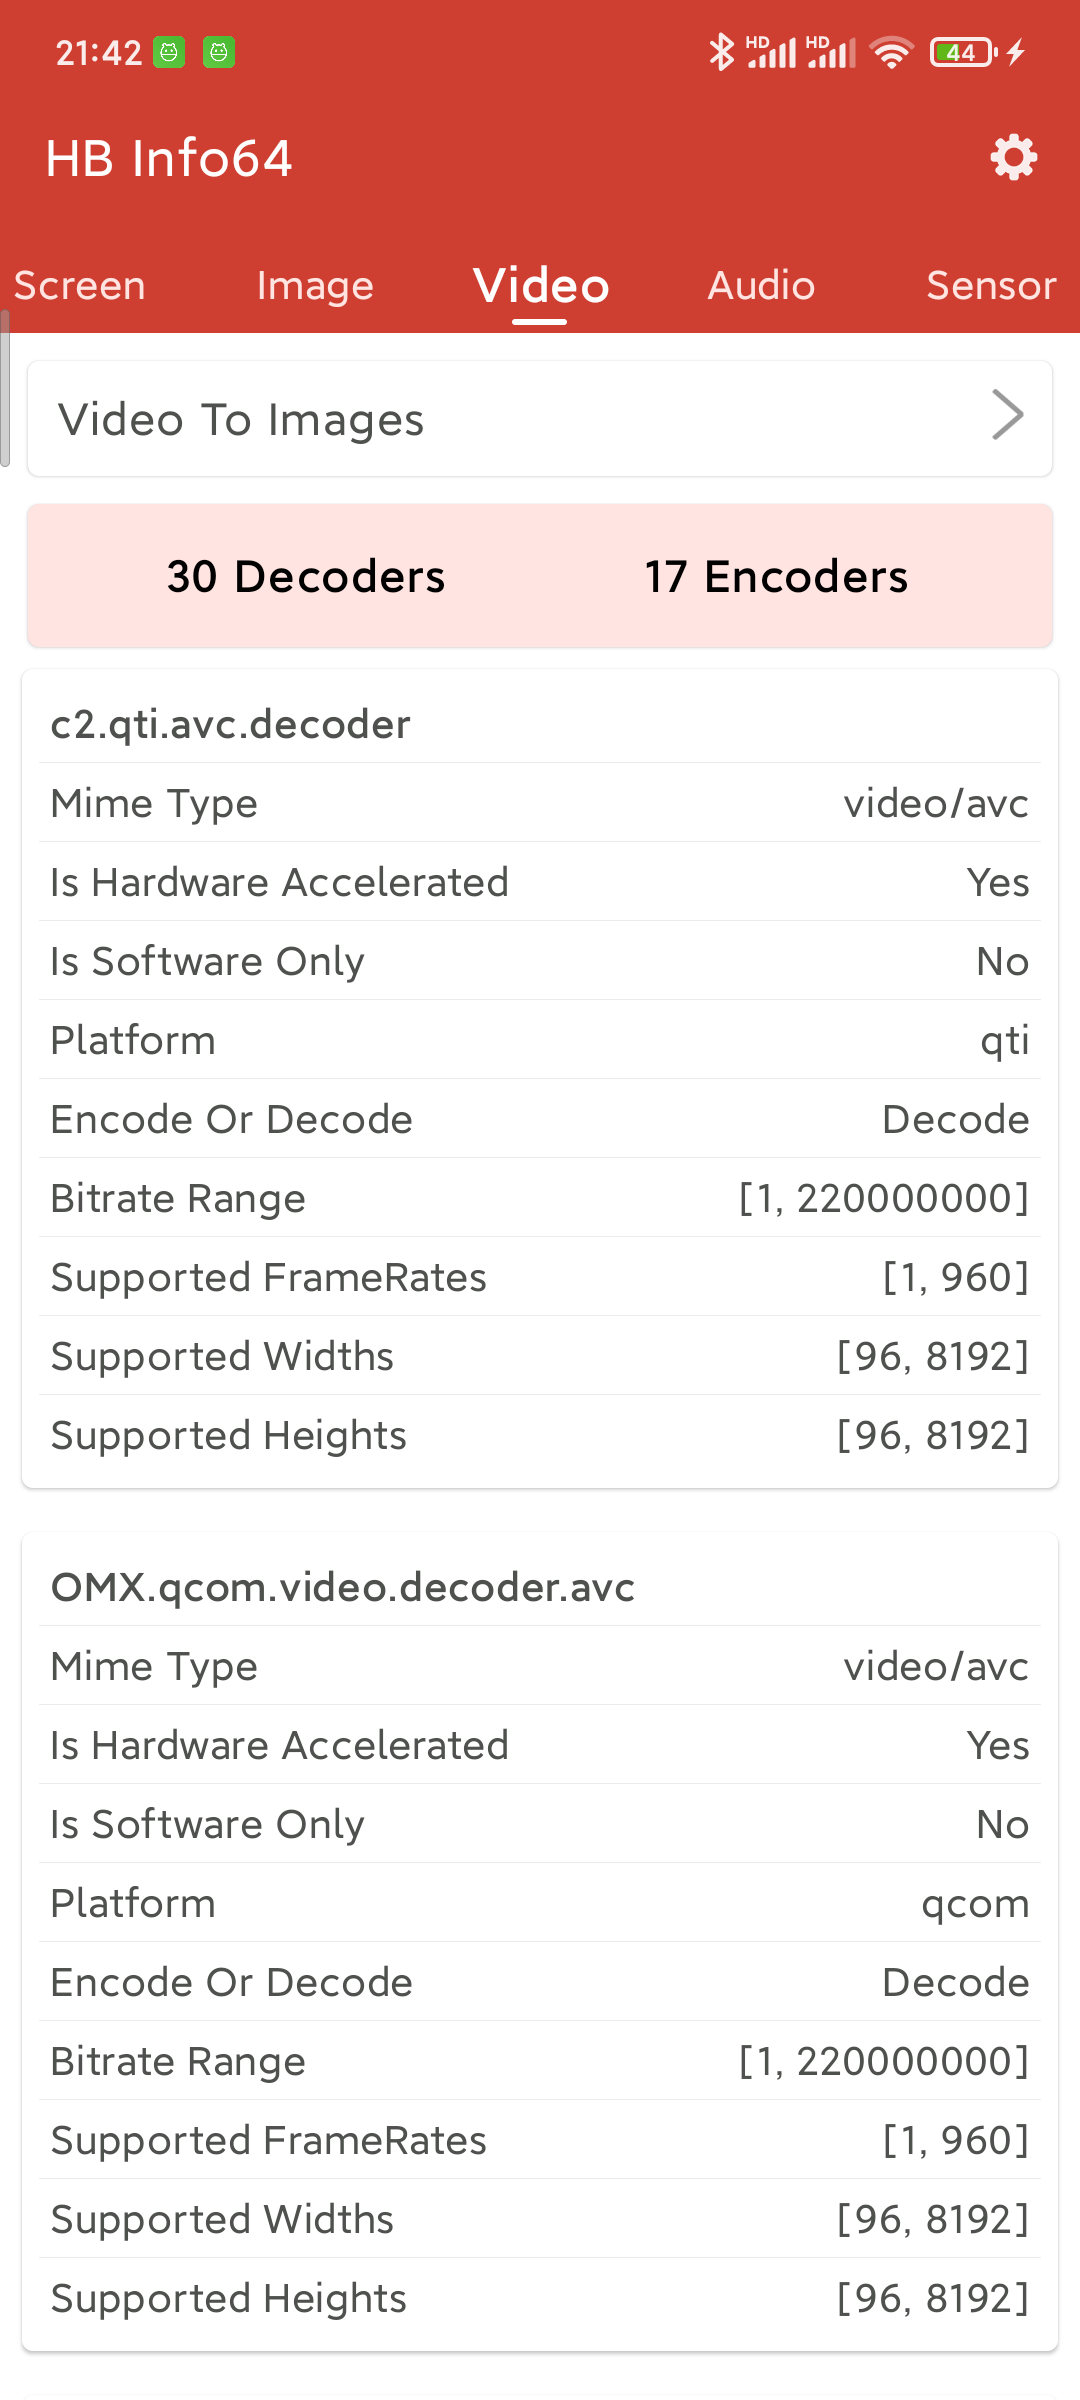 21:42 HD HD 44
HB Info64
Screen Image Video Audio Sensor
Video To Images
30 Decoders 17 Encoders
c2.qti.avc.decoder
Mime Type video/avc
Is Hardware Accelerated Yes
Is Software Only No
Platform qti
Encode Or Decode Decode
Bitrate Range [1, 220000000]
Supported FrameRates [1, 960]
Supported Widths [96, 8192]
Supported Heights [96, 8192]
OMX.qcom.video.decoder.avc
Mime Type video/avc
Is Hardware Accelerated Yes
Is Software Only No
Platform qcom
Encode Or Decode Decode
Bitrate Range [1, 220000000]
Supported FrameRates [1, 960]
Supported Widths [96, 8192]
Supported Heights [96, 8192]